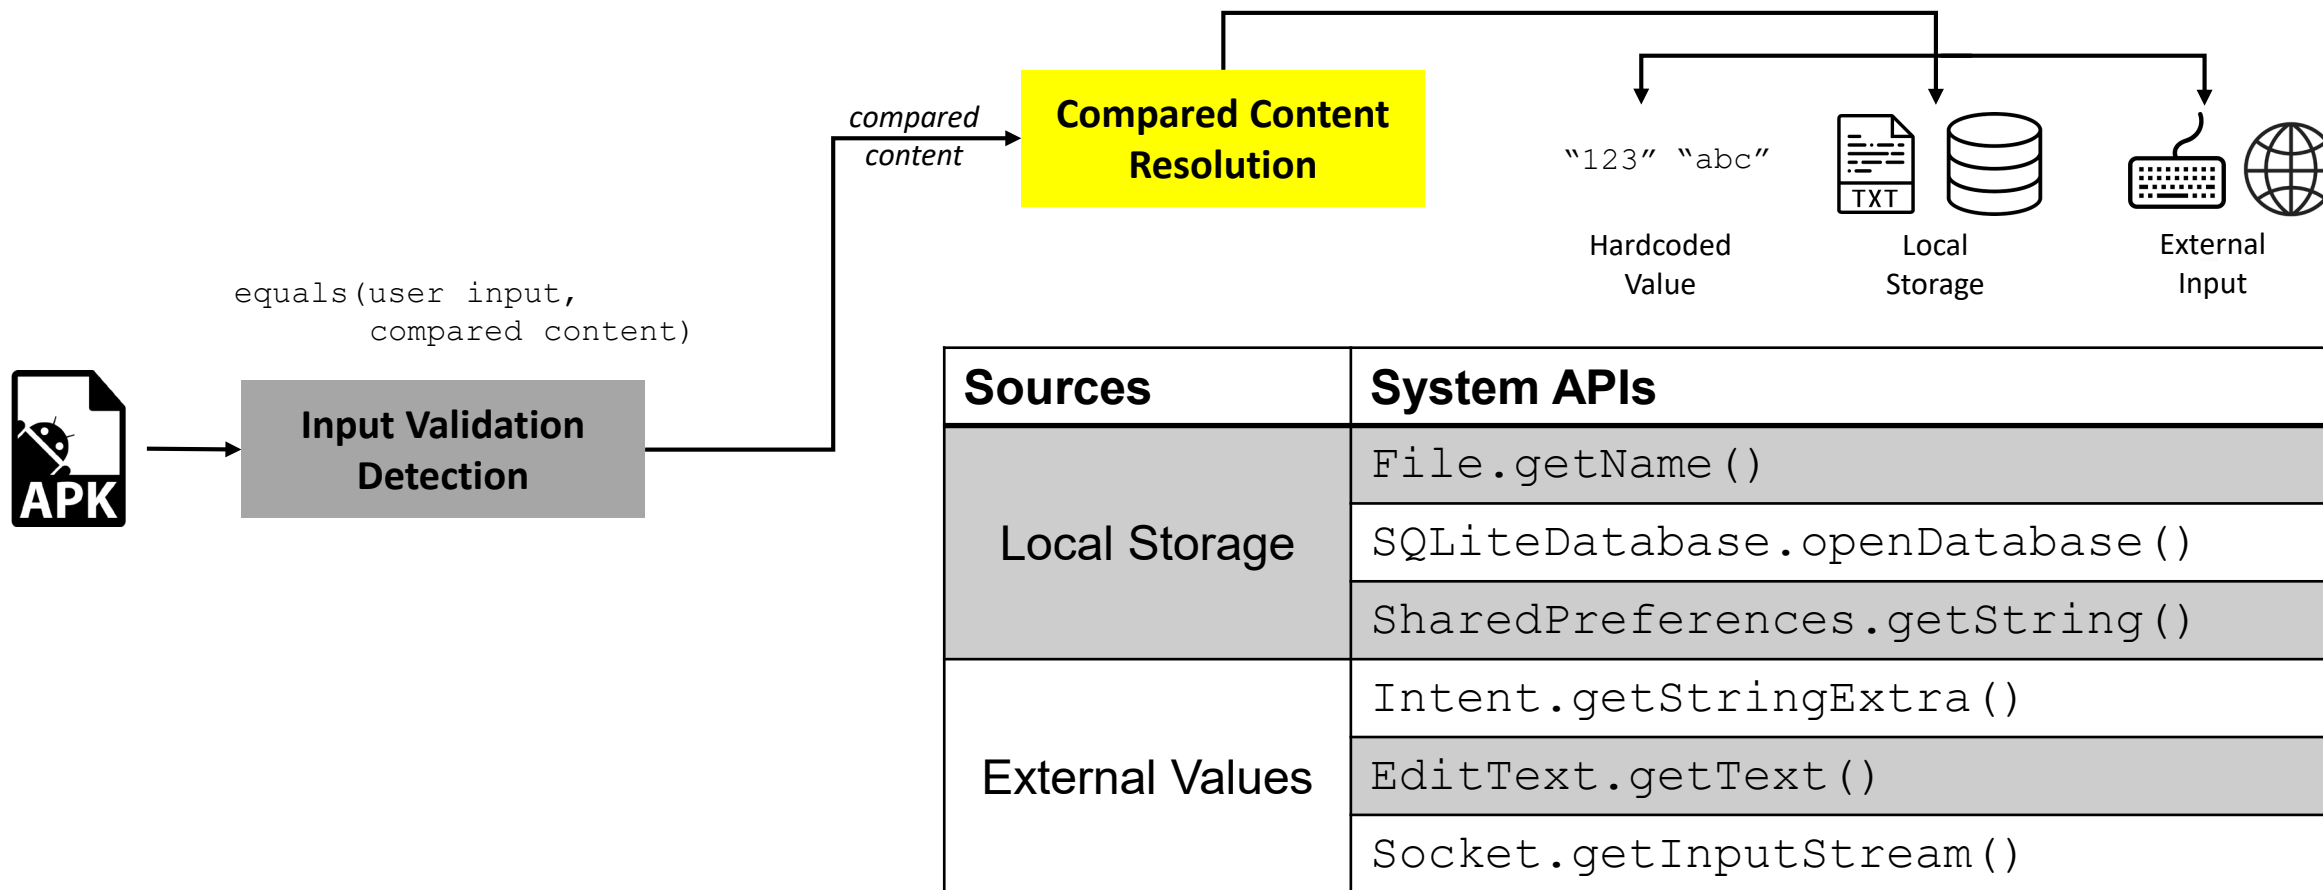 compared
content
Compared Content
Resolution
“123” “abc”
TXT
Hardcoded
Value
Local
Storage
External
Input
equals(user input,
compared content)
APK
Input Validation
Detection
Sources
System APIs
Local Storage
File.getName()
SQLiteDatabase.openDatabase()
SharedPreferences.getString()
External Values
Intent.getStringExtra()
EditText.getText()
Socket.getInputStream()